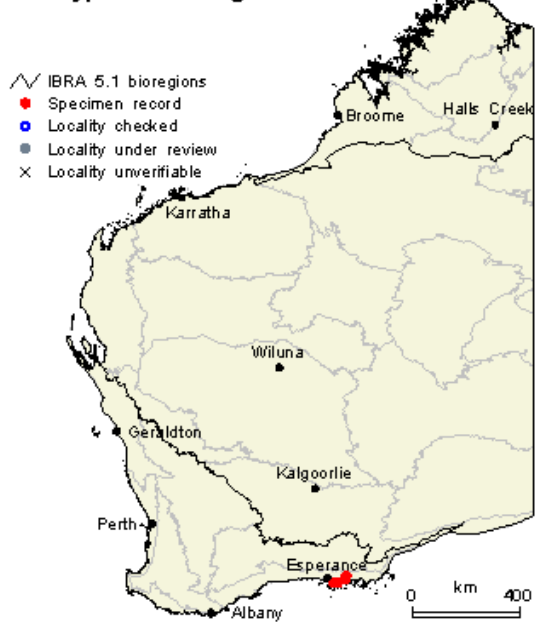 IBRA 5.1 bioregions
Specimen record
Locality checked
Locality under review
Locality unverifiable
Broome
Halls Creek
Karratha
Wiluna
Geraldton
Kalgoorlie
Perth
Esperance
Albany
km
0 400